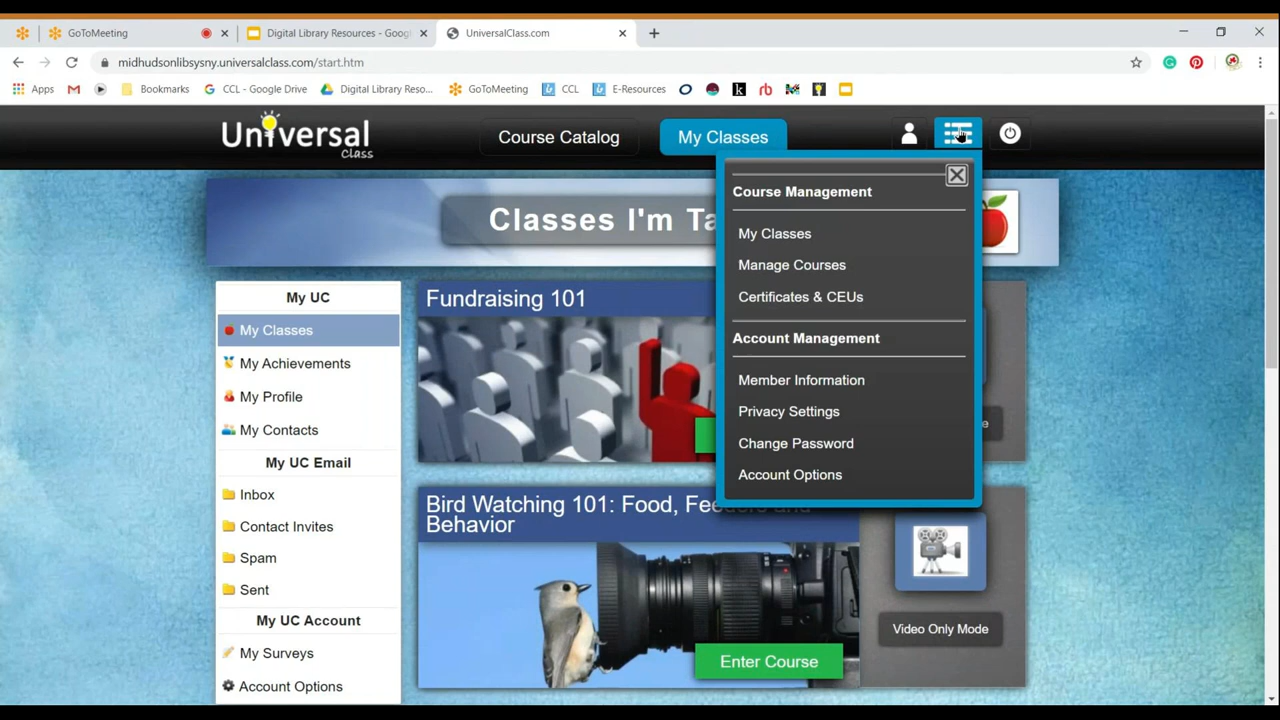 GoToMeeting
Digital Library Resources - Goog
UniversalClass.com
midhudsonlibsysny.universalclass.com/start.htm
Apps
Bookmarks
CCL - Google Drive
Digital Library Reso...
GoToMeeting
CCL
E-Resources
Universal
Class
Course Catalog
My Classes
Classes I'm Ta
Course Management
My Classes
Manage Courses
Certificates & CEUs
Account Management
Member Information
Privacy Settings
Change Password
Account Options
My UC
My Classes
My Achievements
My Profile
My Contacts
My UC Email
Inbox
Contact Invites
Spam
Sent
My UC Account
My Surveys
Account Options
Fundraising 101
Bird Watching 101: Food, Feeders and
Behavior
Enter Course
Video Only Mode